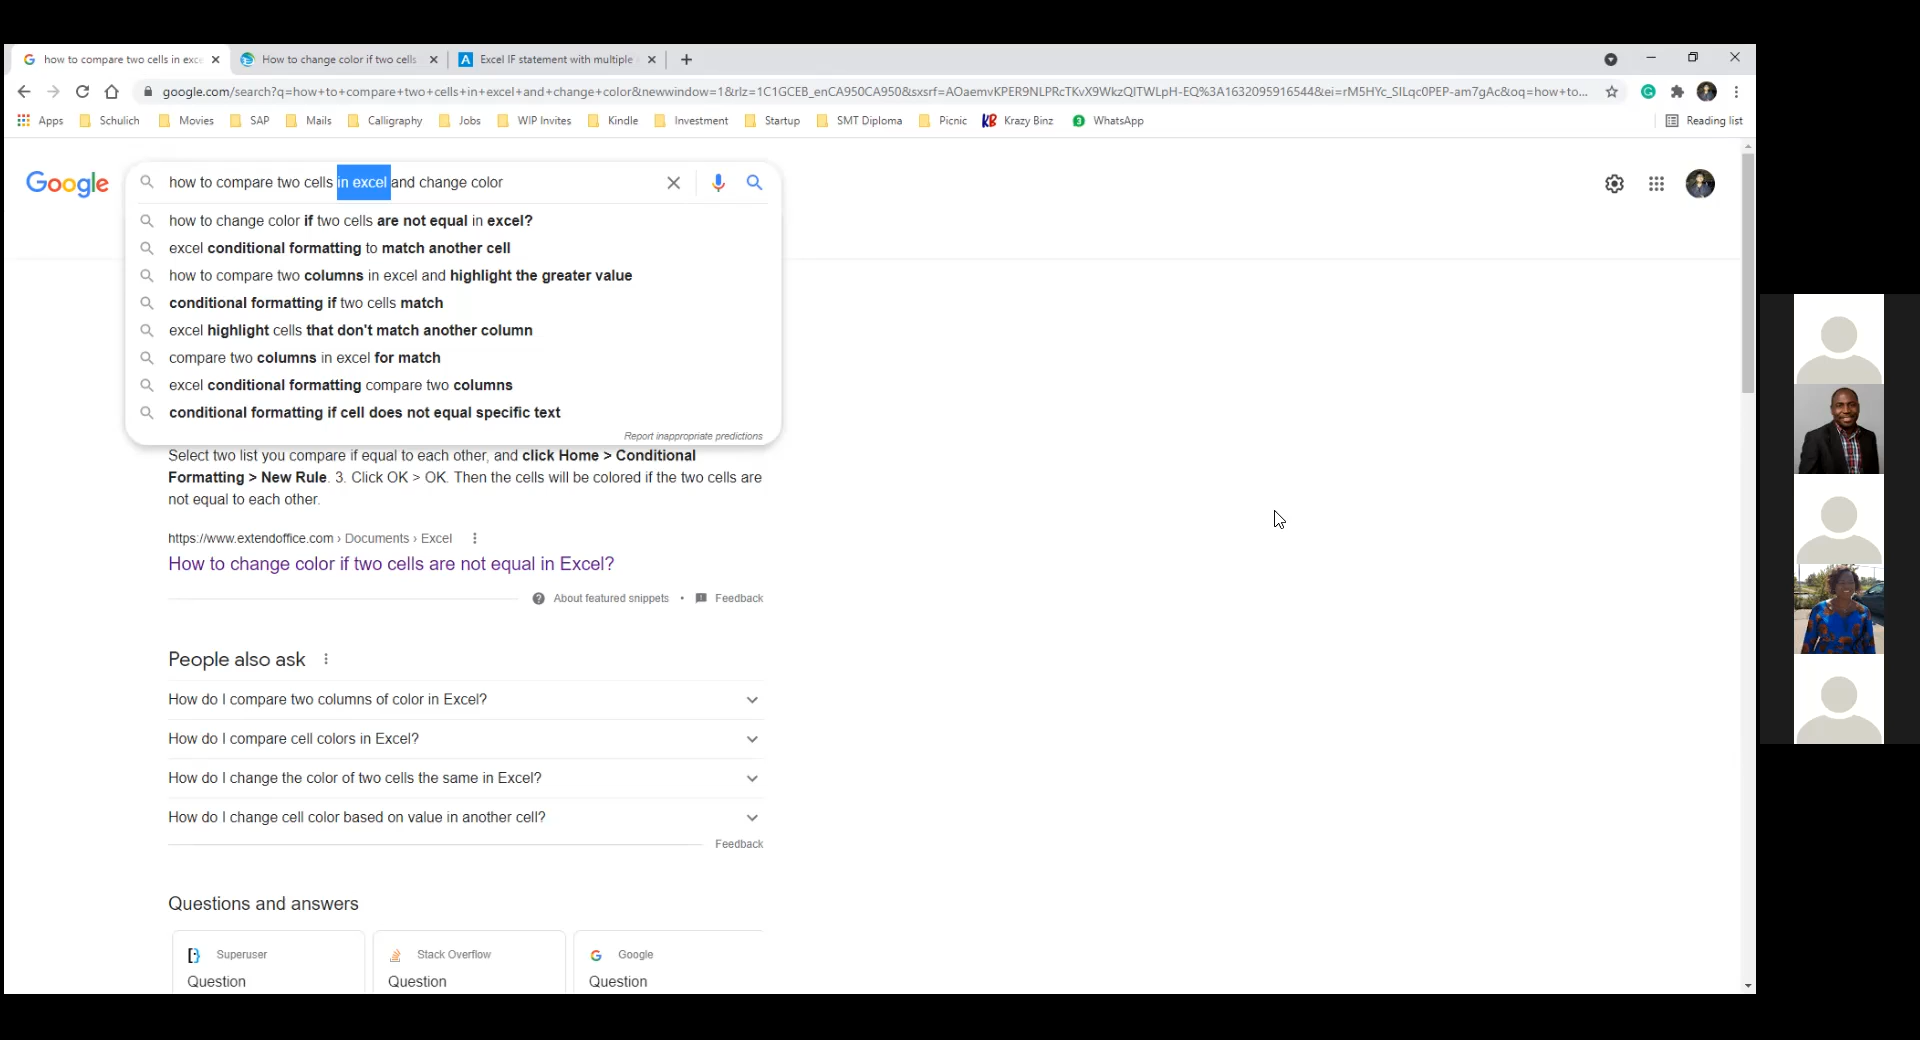 how to compare two cells in exce
How to change color if two cells
Excel IF statement with multiple
google.com/search?q=how+to+compare+two+cells+in+excel+and+change+color&newwindow=1&rlz=1C1GCEB_enCA950CA950&sxsrf=AOaemvKPER9NLPRcTKvX9WkzQlTWLpH-EQ%3A1632095916544&ei=rM5HYc_SILqc0PEP-am7gAc&oq=how+to...
Apps Schulich Movies SAP Mails Calligraphy Jobs WIP Invites Kindle Investment Startup SMT Diploma Picnic Krazy Binz WhatsApp Reading list
Google
how to compare two cells in excel and change color
how to change color if two cells are not equal in excel?
excel conditional formatting to match another cell
how to compare two columns in excel and highlight the greater value
conditional formatting if two cells match
excel highlight cells that don't match another column
compare two columns in excel for match
excel conditional formatting compare two columns
conditional formatting if cell does not equal specific text
Report inappropriate predictions
Select two list you compare if equal to each other, and click Home > Conditional
Formatting > New Rule. 3. Click OK > OK. Then the cells will be colored if the two cells are
not equal to each other.
https://www.extendoffice.com › Documents › Excel
How to change color if two cells are not equal in Excel?
About featured snippets • Feedback
People also ask
How do I compare two columns of color in Excel?
How do I compare cell colors in Excel?
How do I change the color of two cells the same in Excel?
How do I change cell color based on value in another cell?
Feedback
Questions and answers
Superuser Stack Overflow Google
Question Question Question